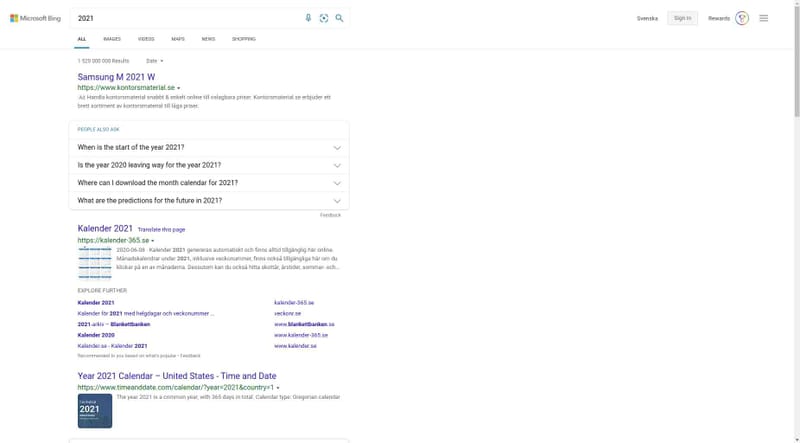 Microsoft Bing
2021
Svenska
Sign in
Rewards
ALL IMAGES VIDEOS MAPS NEWS SHOPPING
1 520 000 000 Results Date
Samsung M 2021 W
https://www.kontorsmaterial.se
Ad Handla kontorsmaterial snabbt & enkelt online till oslagbara priser. Kontorsmaterial.se erbjuder ett
brett sortiment av kontorsmaterial till låga priser.
PEOPLE ALSO ASK
When is the start of the year 2021?
Is the year 2020 leaving way for the year 2021?
Where can I download the month calendar for 2021?
What are the predictions for the future in 2021?
Feedback
Kalender 2021 Translate this page
https://kalender-365.se
2020-06-08 · Kalender 2021 genereras automatiskt och finns alltid tillgänglig här online.
Månadskalendrar under 2021, inklusive veckonummer, finns också tillgängliga här om du
klickar på en av månaderna. Dessutom kan du också hitta skottår, årstider, sommar- och...
EXPLORE FURTHER
Kalender 2021 kalender-365.se
Kalender för 2021 med helgdagar och veckonummer ... veckonr.se
2021-arkiv – Blankettbanken www.blankettbanken.se
Kalender 2020 www.kalender-365.se
Kalender.se - Kalender 2021 www.kalender.se
Recommended to you based on what's popular • Feedback
Year 2021 Calendar – United States - Time and Date
https://www.timeanddate.com/calendar/?year=2021&country=1
2021
The year 2021 is a common year, with 365 days in total. Calendar type: Gregorian calendar